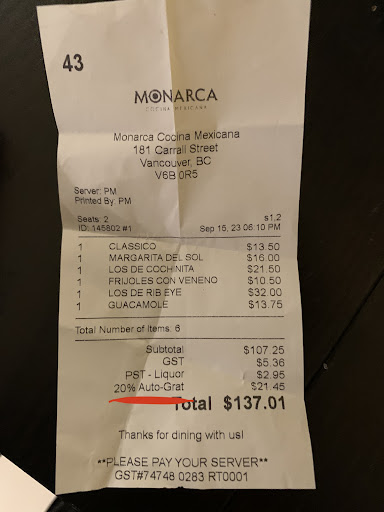 43
MONARCA
COCINA MEXICANA
Monarca Cocina Mexicana
181 Carrall Street
Vancouver, BC
V6B 0R5
Server: PM
Printed By: PM
Seats: 2 s1,2
ID: 145802 #1 Sep 15, 23 06:10 PM
1 CLASSICO $13.50
1 MARGARITA DEL SOL $16.00
1 LOS DE COCHINITA $21.50
1 FRIJOLES CON VENENO $10.50
1 LOS DE RIB EYE $32.00
1 GUACAMOLE $13.75
Total Number of Items: 6
Subtotal $107.25
GST $5.36
PST - Liquor $2.95
20% Auto-Grat $21.45
Total $137.01
Thanks for dining with us!
**PLEASE PAY YOUR SERVER**
GST#74748 0283 RT0001